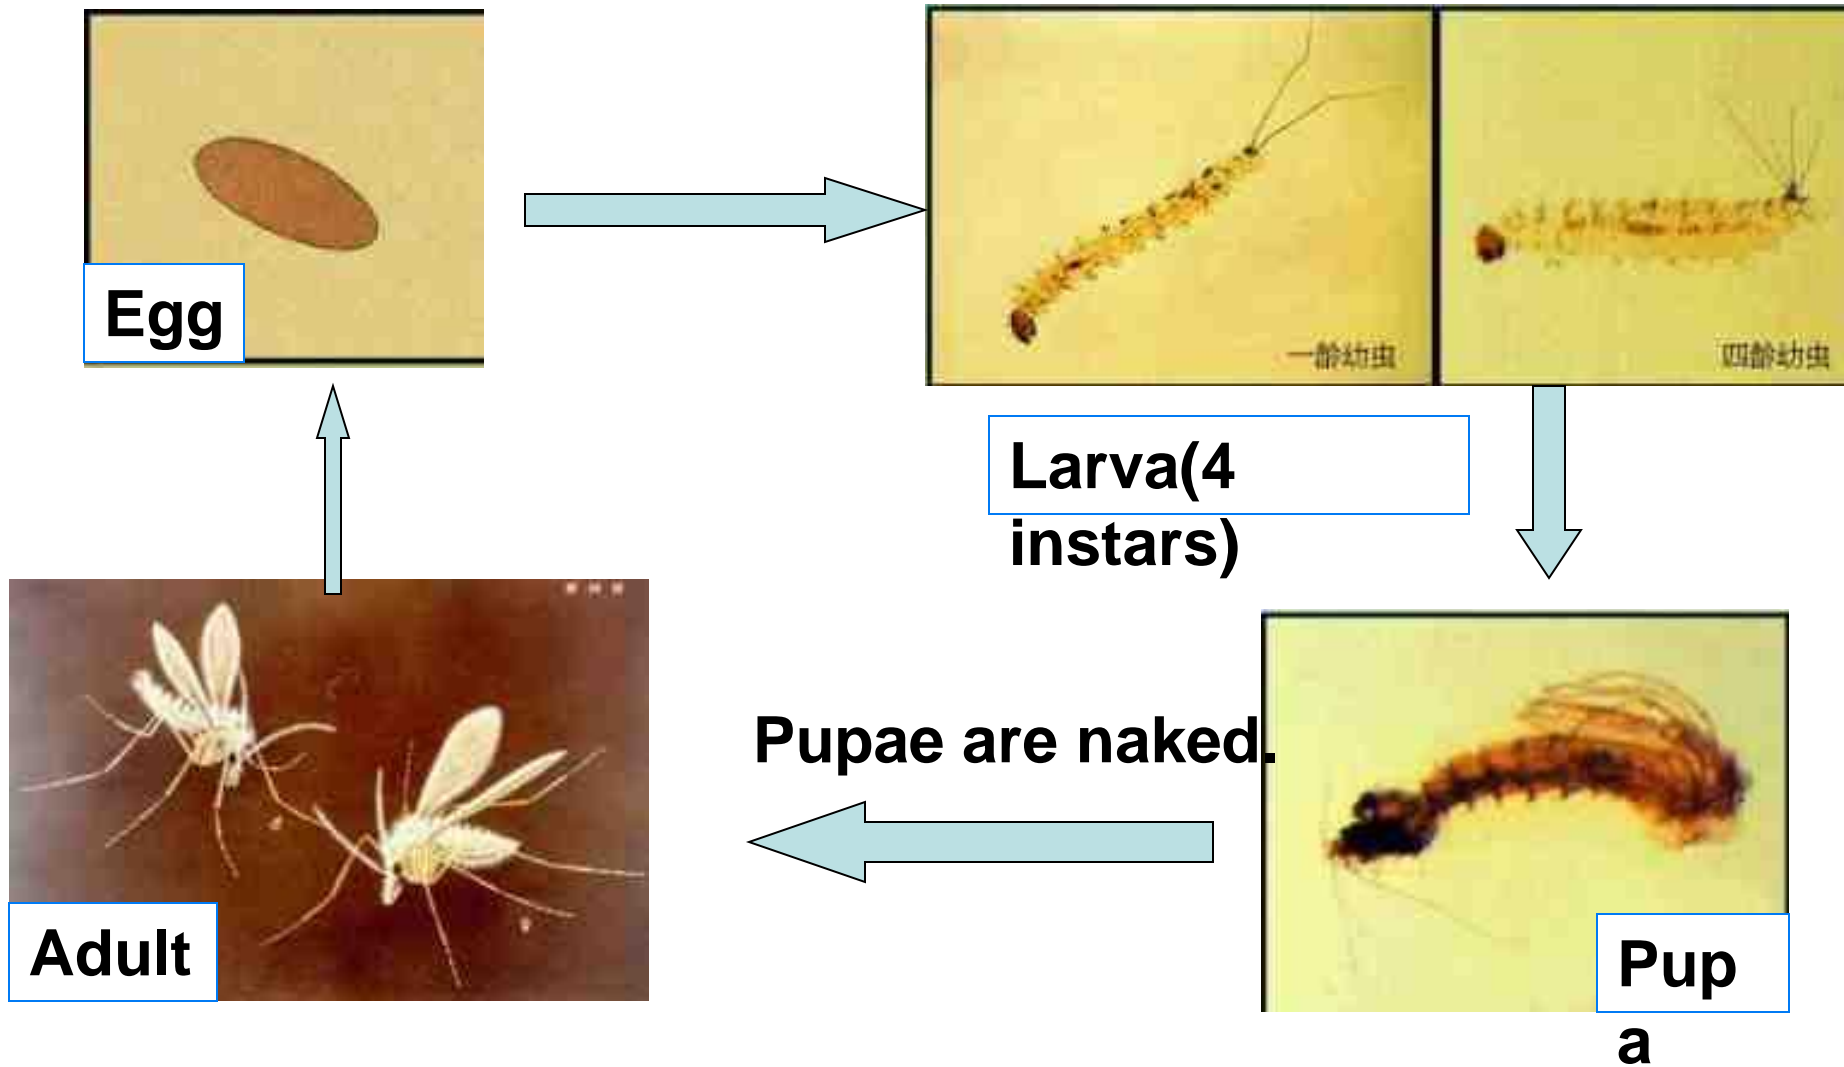 Egg
一龄幼虫
四龄幼虫
Larva(4
instars)
Pupae are naked.
Adult
Pup
a